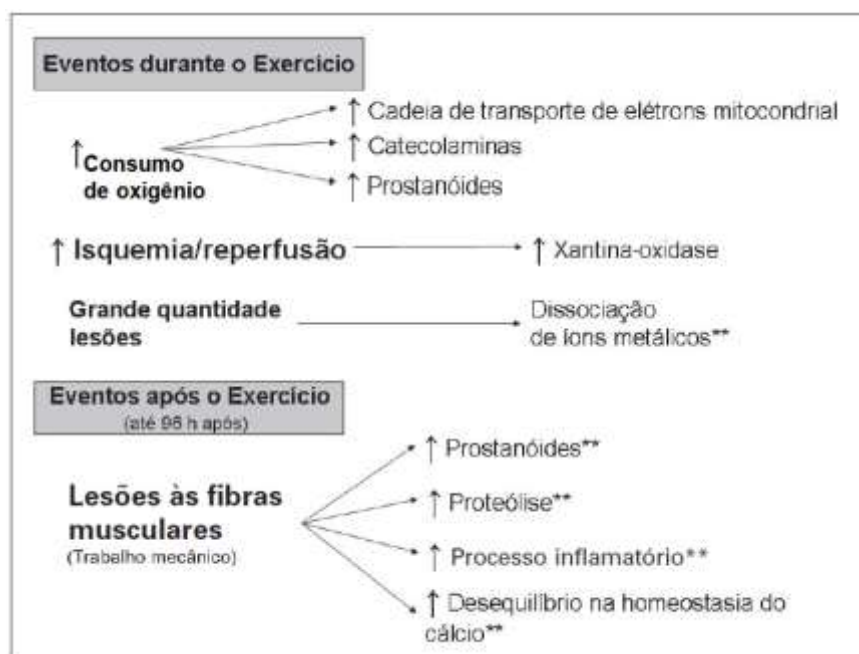 Eventos durante o Exercício
↑ Cadeia de transporte de elétrons mitocondrial
↑ Catecolaminas
↑ Consumo
de oxigênio
↑ Prostanóides
↑ Isquemia/reperfusão
↑ Xantina-oxidase
Grande quantidade
lesões
Dissociação
de íons metálicos**
Eventos após o Exercício
(até 96 h após)
↑ Prostanóides**
↑ Proteólise**
Lesões às fibras
musculares
(Trabalho mecânico)
↑ Processo inflamatório**
↑ Desequilíbrio na homeostasia do
cálcio**